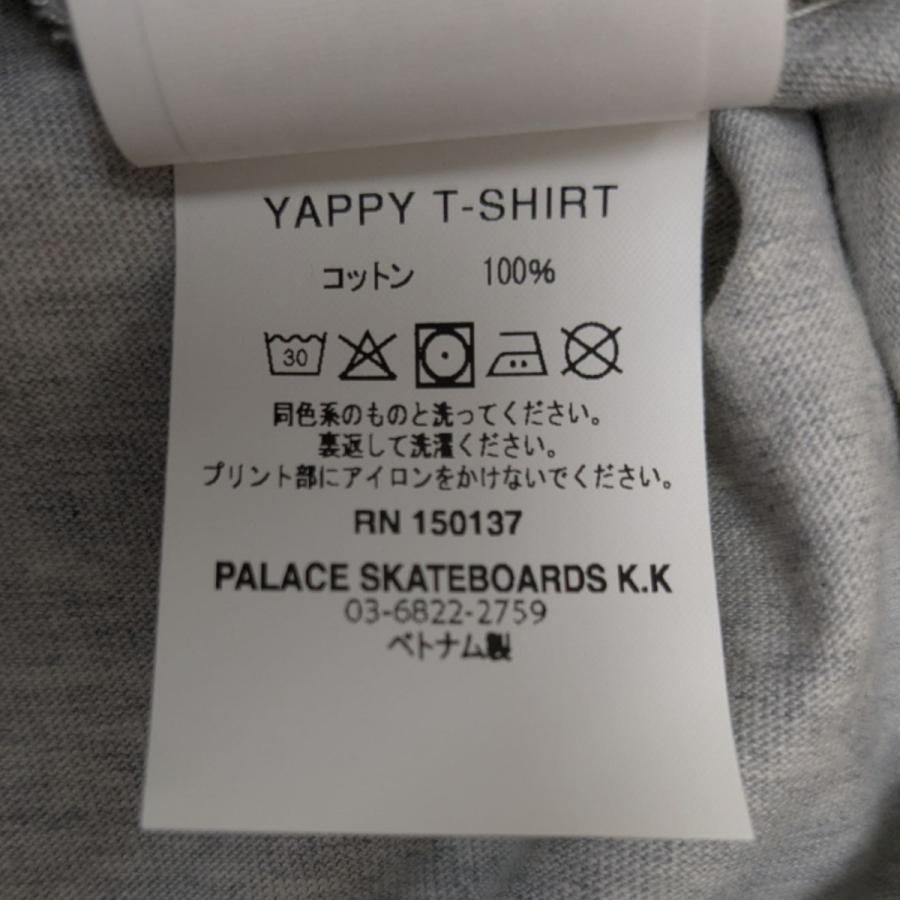 YAPPY T-SHIRT
コットン 100%
30
同色系のものと洗ってください。
裏返して洗濯ください。
プリント部にアイロンをかけないでください。
RN 150137
PALACE SKATEBOARDS K.K
03-6822-2759
ベトナム製